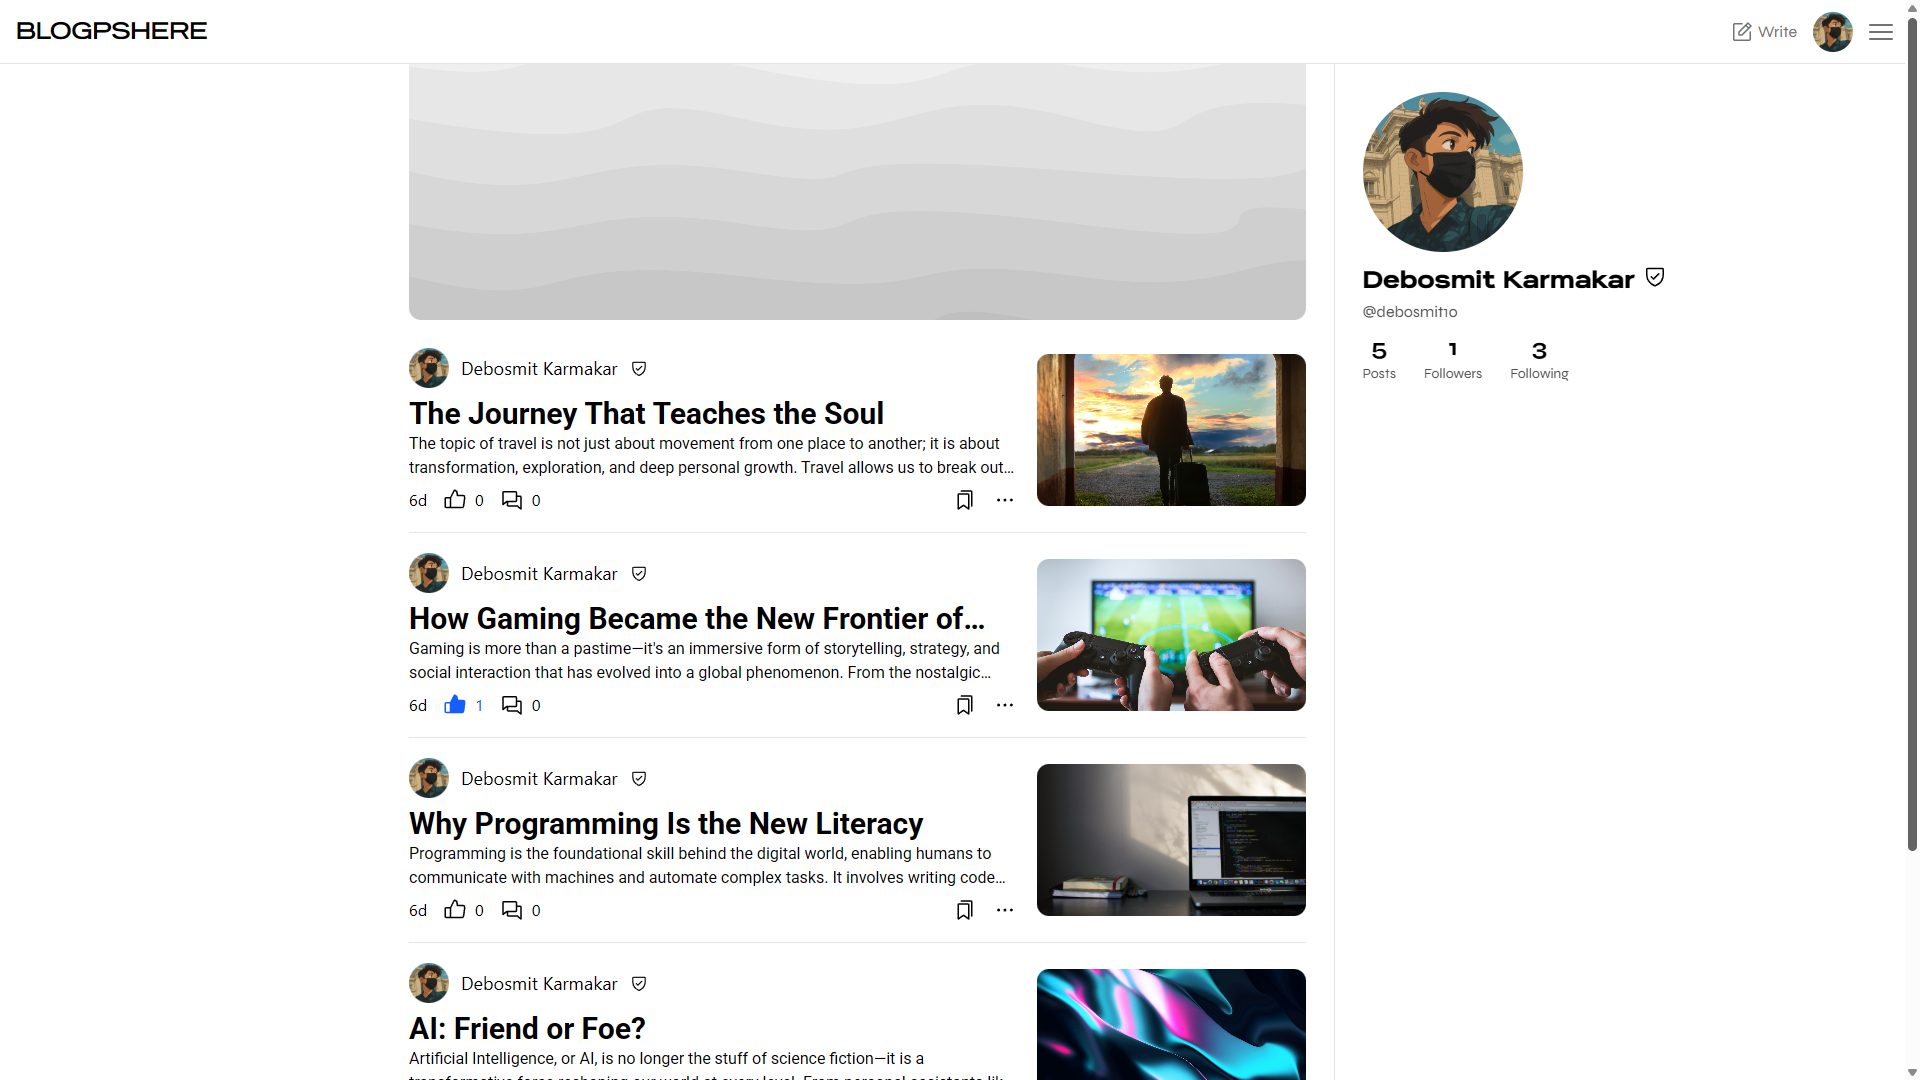 BLOGPSHERE
Write
Debosmit Karmakar
@debosmit10
5 1 3
Posts Followers Following
Debosmit Karmakar
The Journey That Teaches the Soul
The topic of travel is not just about movement from one place to another; it is about
transformation, exploration, and deep personal growth. Travel allows us to break out...
6d 0 0
Debosmit Karmakar
How Gaming Became the New Frontier of...
Gaming is more than a pastime—it's an immersive form of storytelling, strategy, and
social interaction that has evolved into a global phenomenon. From the nostalgic...
6d 1 0
Debosmit Karmakar
Why Programming Is the New Literacy
Programming is the foundational skill behind the digital world, enabling humans to
communicate with machines and automate complex tasks. It involves writing code...
6d 0 0
Debosmit Karmakar
AI: Friend or Foe?
Artificial Intelligence, or AI, is no longer the stuff of science fiction—it is a